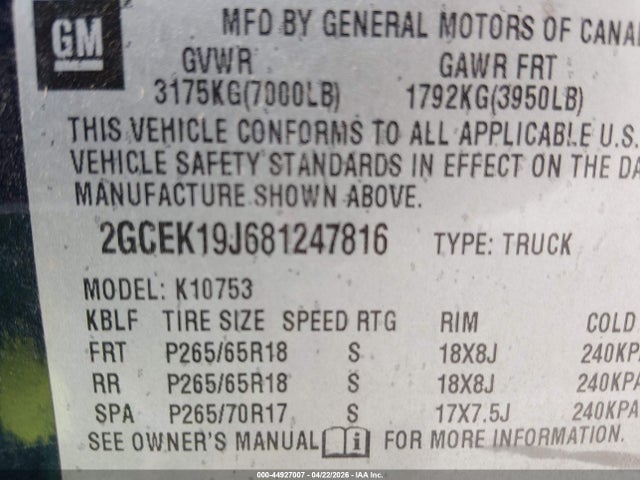 GM
MFD BY GENERAL MOTORS OF CANA
GVWR GAWR FRT
3175KG(7000LB) 1792KG(3950LB)
THIS VEHICLE CONFORMS TO ALL APPLICABLE U.S.
VEHICLE SAFETY STANDARDS IN EFFECT ON THE DA
MANUFACTURE SHOWN ABOVE.
2GCEK19J681247816 TYPE: TRUCK
MODEL: K10753
KBLF TIRE SIZE SPEED RTG RIM COLD
FRT P265/65R18 S 18X8J 240KPA
RR P265/65R18 S 18X8J 240KPA
SPA P265/70R17 S 17X7.5J 240KPA
SEE OWNER'S MANUAL i FOR MORE INFORMATION.
000-44927007 - 04/22/2026 - IAA Inc.